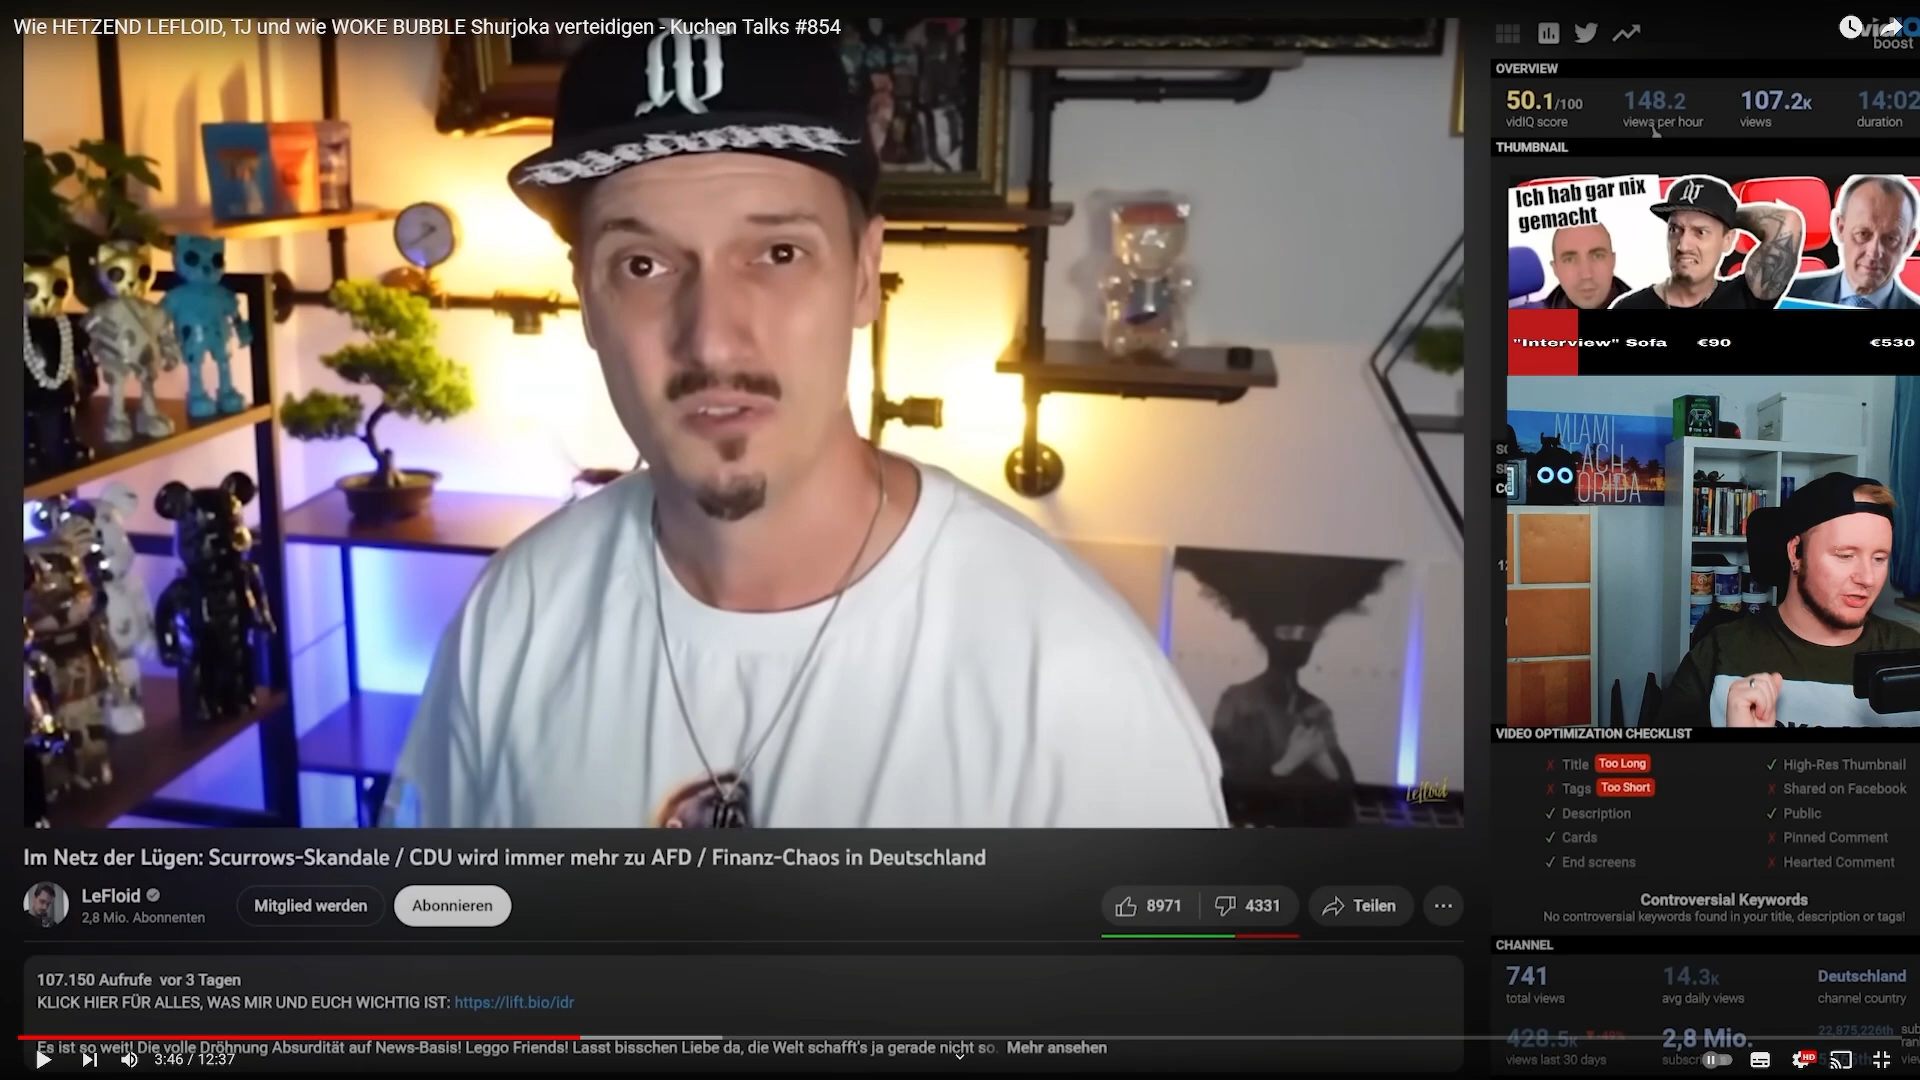 Wie HETZEND LEFLOID, TJ und wie WOKE BUBBLE Shurjoka verteidigen - Kuchen Talks #854
boost
OVERVIEW
50.1/100
148.2
107.2K
14:02
vidIQ score
views per hour
views
duration
THUMBNAIL
Ich hab gar nix
gemacht
"Interview" Sofa €90 €530
MIAMI
LeFloid
VIDEO OPTIMIZATION CHECKLIST
Title Too Long
High-Res Thumbnail
Tags Too Short
Shared on Facebook
Description
Public
Cards
Pinned Comment
End screens
Hearted Comment
Controversial Keywords
No controversial keywords found in your title, description or tags!
CHANNEL
741
14.3K
Deutschland
total views
avg daily views
channel country
428.5K -49%
2,8 Mio.
22,875,226th
views last 30 days
Im Netz der Lügen: Scurrows-Skandale / CDU wird immer mehr zu AFD / Finanz-Chaos in Deutschland
LeFloid
2,8 Mio. Abonnenten
Mitglied werden
Abonnieren
8971
4331
Teilen
107.150 Aufrufe vor 3 Tagen
KLICK HIER FÜR ALLES, WAS MIR UND EUCH WICHTIG IST: https://lift.bio/idr
Es ist so weit! Die volle Dröhnung Absurdität auf News-Basis! Leggo Friends! Lasst bisschen Liebe da, die Welt schafft's ja gerade nicht so. Mehr ansehen
3:46 / 12:37
HD